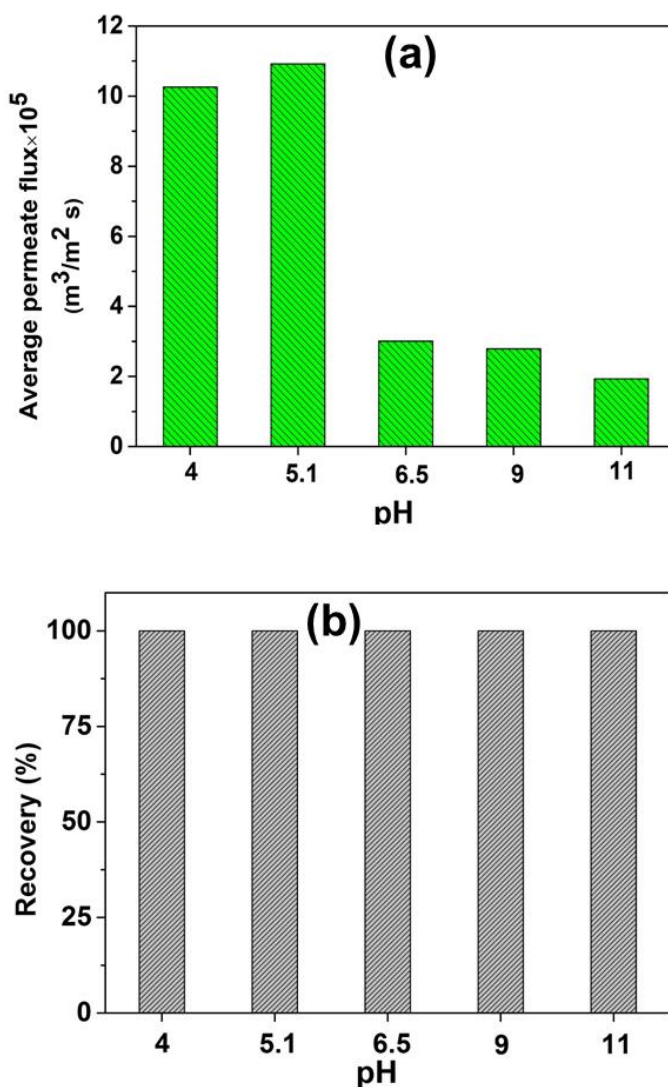 (a)
Average permeate flux×10⁵
(m³/m² s)
12
10
8
6
4
2
0
4 5.1 6.5 9 11
pH
(b)
Recovery (%)
100
75
50
25
0
4 5.1 6.5 9 11
pH